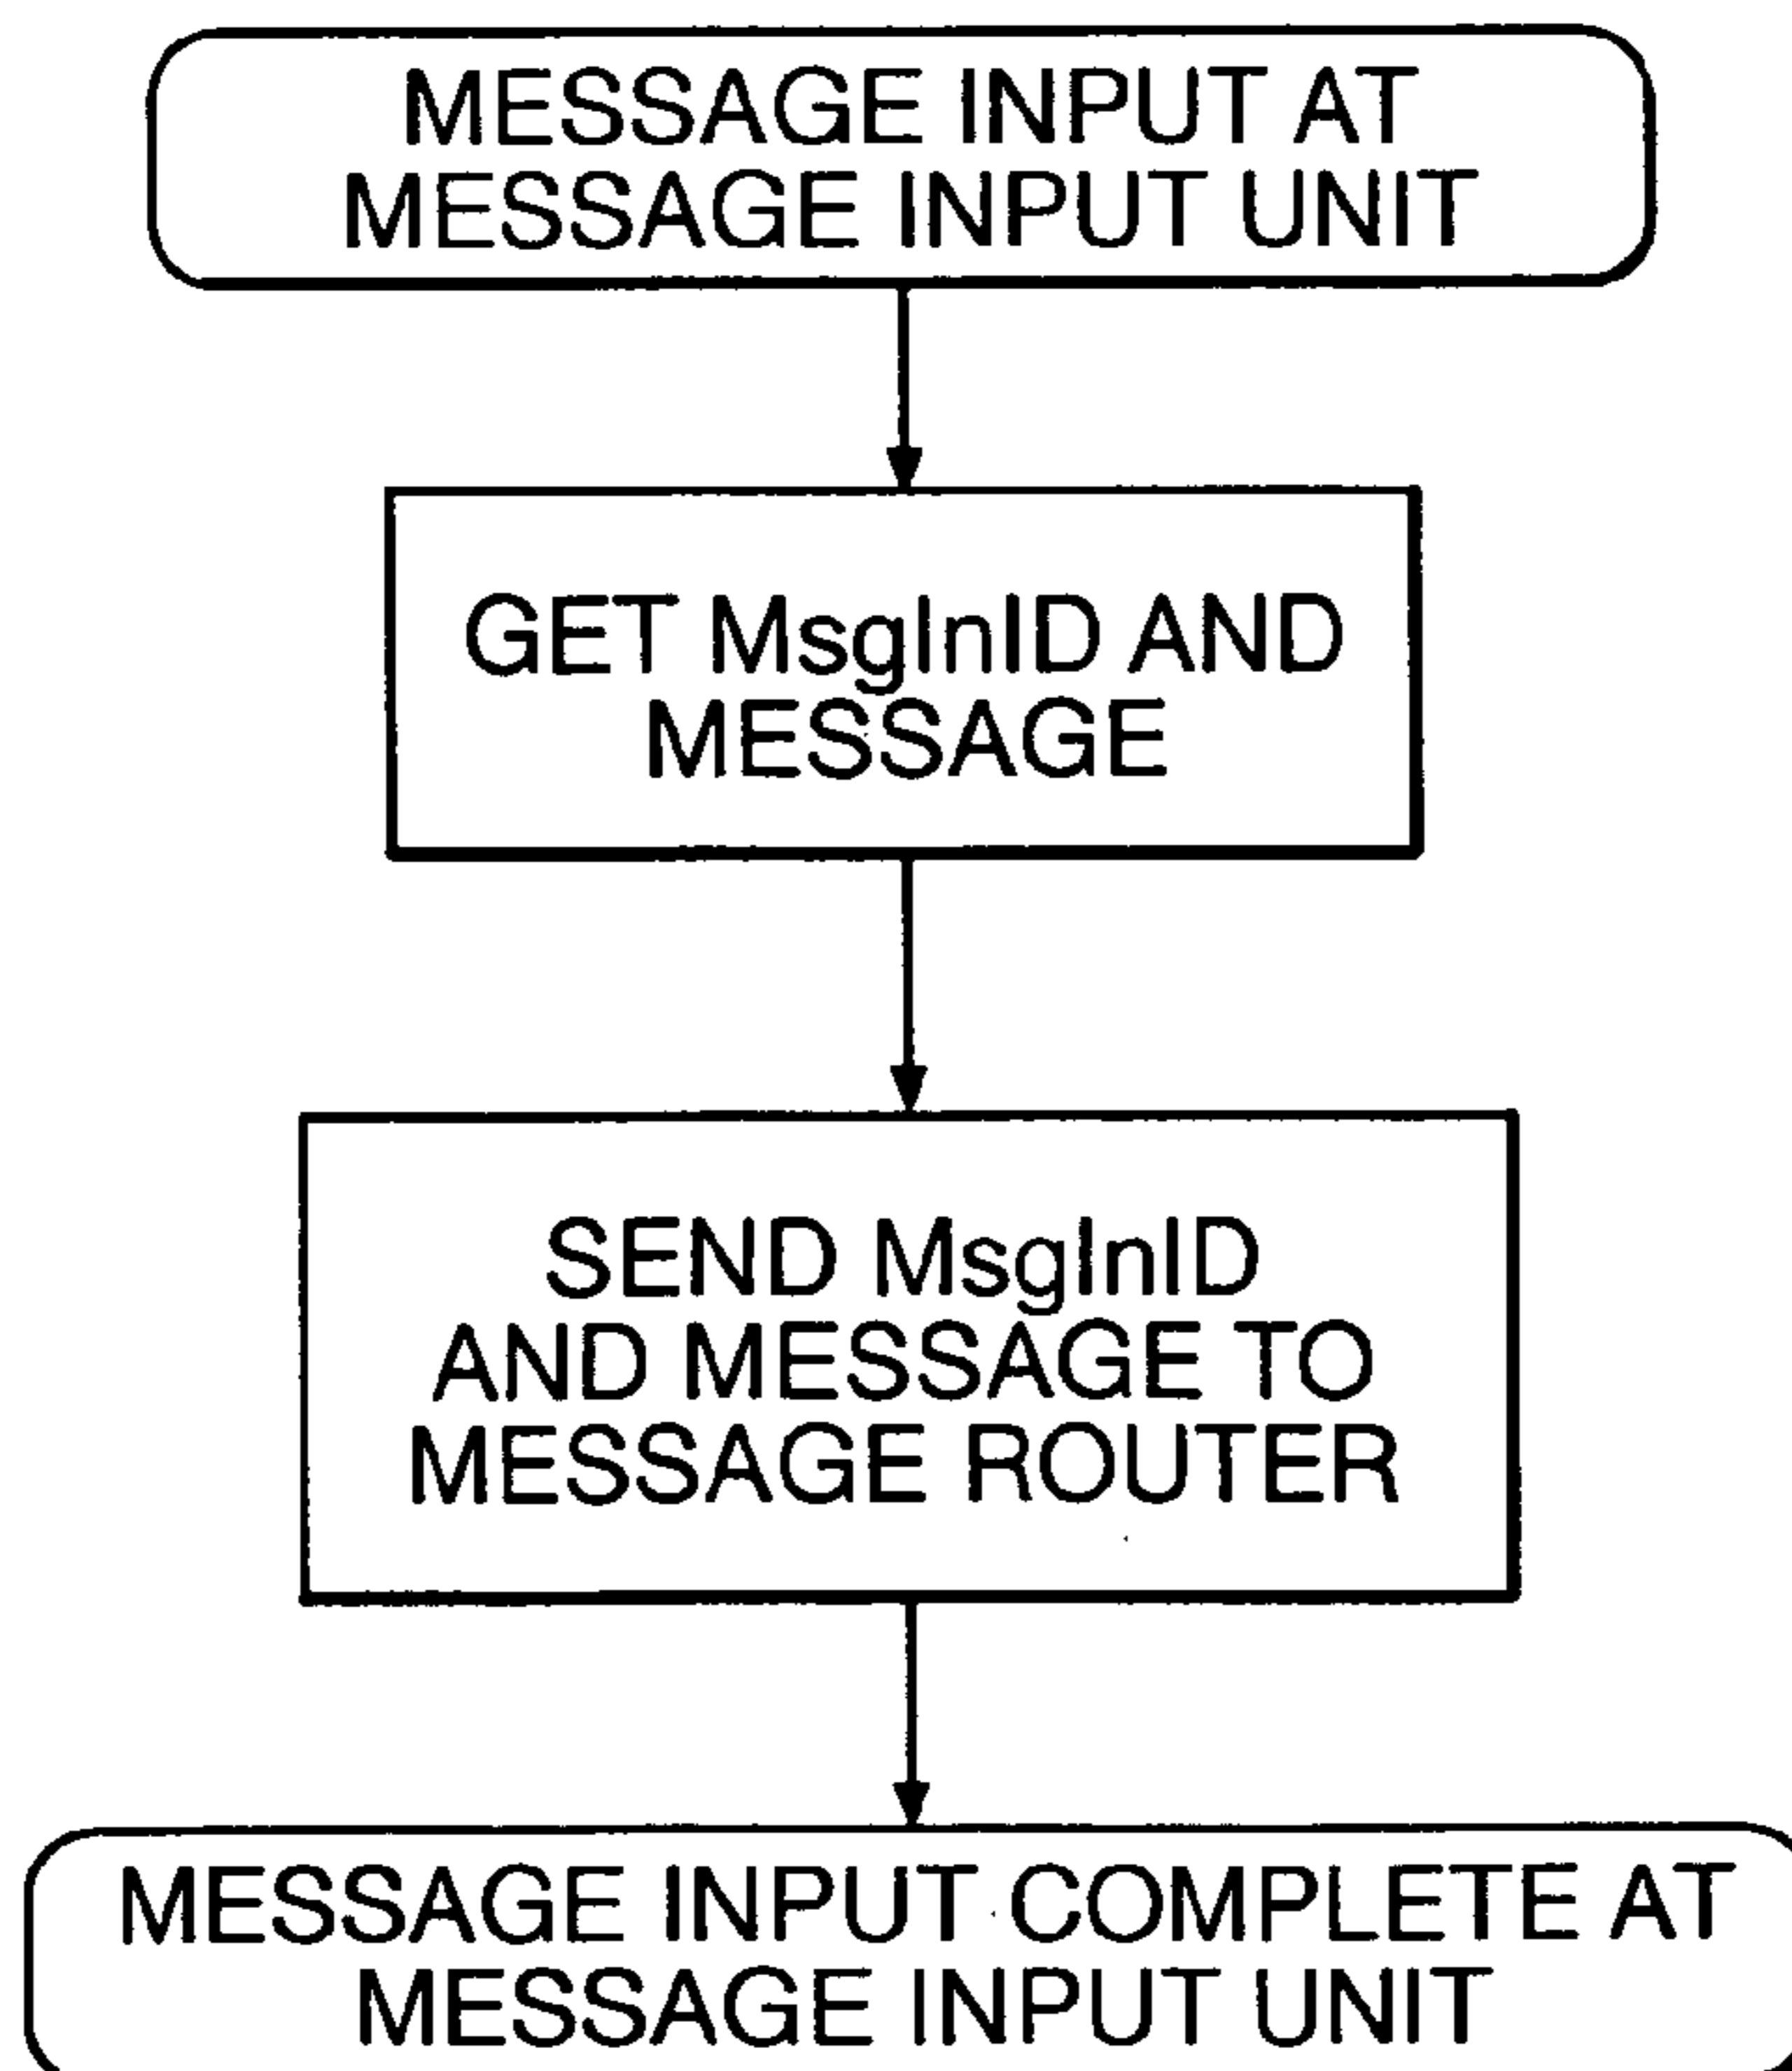 MESSAGE INPUT AT
MESSAGE INPUT UNIT
GET MsgInID AND
MESSAGE
SEND MsgInID
AND MESSAGE TO
MESSAGE ROUTER
MESSAGE INPUT COMPLETE AT
MESSAGE INPUT UNIT